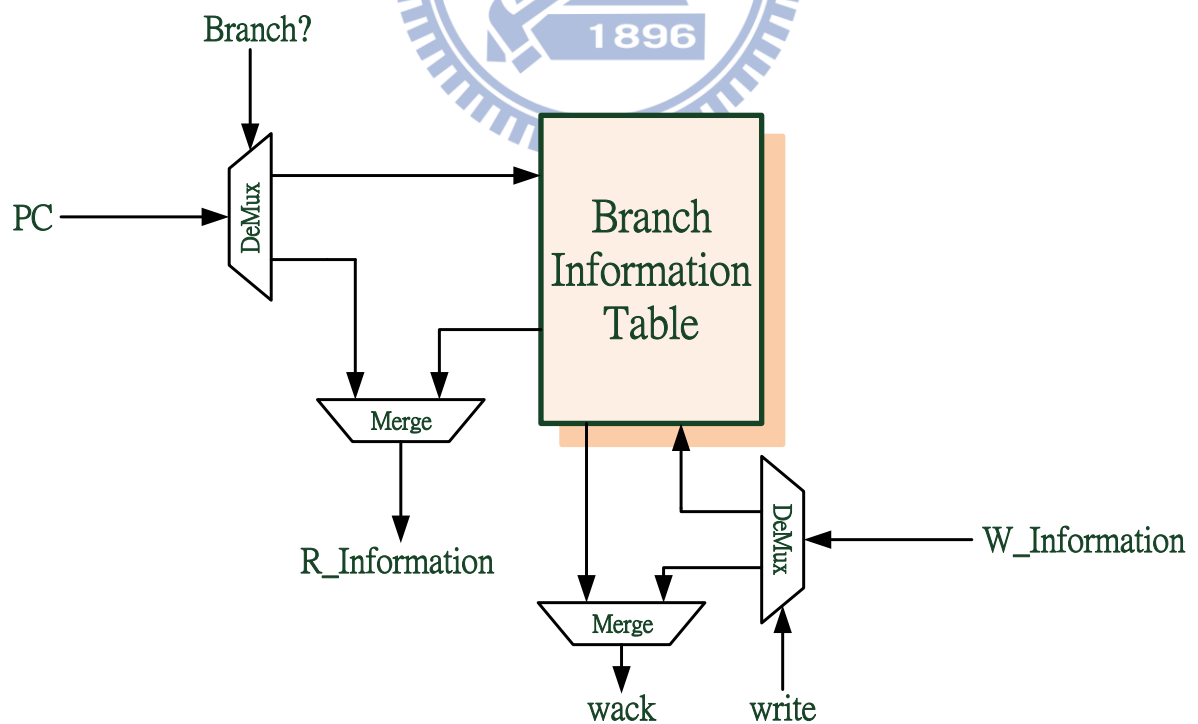 Branch?
1896
PC
DeMux
Branch
Information
Table
Merge
R_Information
DeMux
W_Information
Merge
wack
write